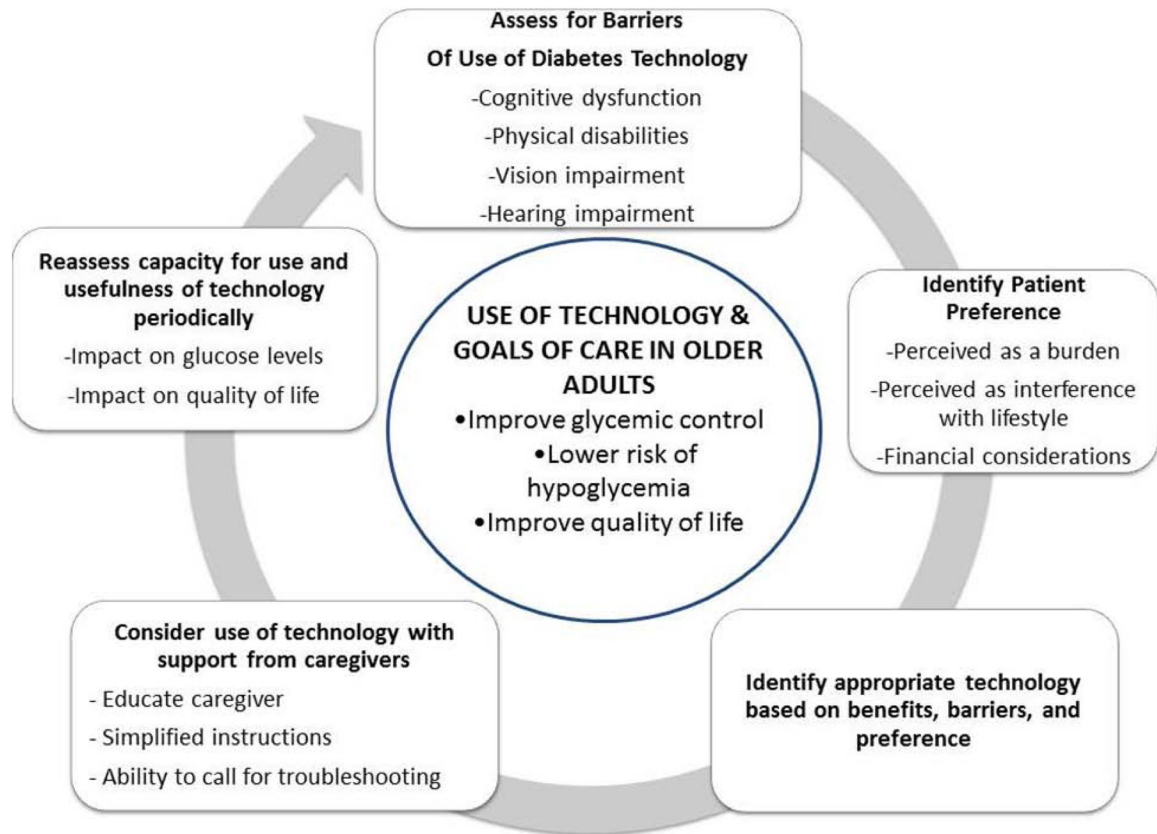 Assess for Barriers
Of Use of Diabetes Technology
-Cognitive dysfunction
-Physical disabilities
-Vision impairment
-Hearing impairment
Identify Patient
Preference
-Perceived as a burden
-Perceived as interference
with lifestyle
-Financial considerations
Identify appropriate technology
based on benefits, barriers, and
preference
Consider use of technology with
support from caregivers
- Educate caregiver
- Simplified instructions
- Ability to call for troubleshooting
Reassess capacity for use and
usefulness of technology
periodically
-Impact on glucose levels
-Impact on quality of life
USE OF TECHNOLOGY &
GOALS OF CARE IN OLDER
ADULTS
•Improve glycemic control
•Lower risk of
hypoglycemia
•Improve quality of life